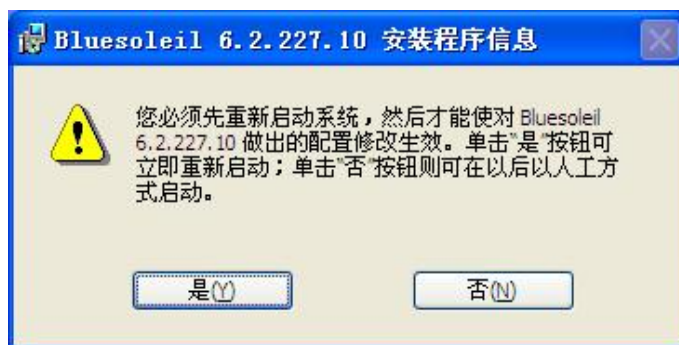 Bluesoleil 6.2.227.10 安装程序信息
您必须先重新启动系统，然后才能使对 Bluesoleil
6.2.227.10 做出的配置修改生效。单击"是"按钮可
立即重新启动；单击"否"按钮则可在以后以人工方
式启动。
是(Y)
否(N)